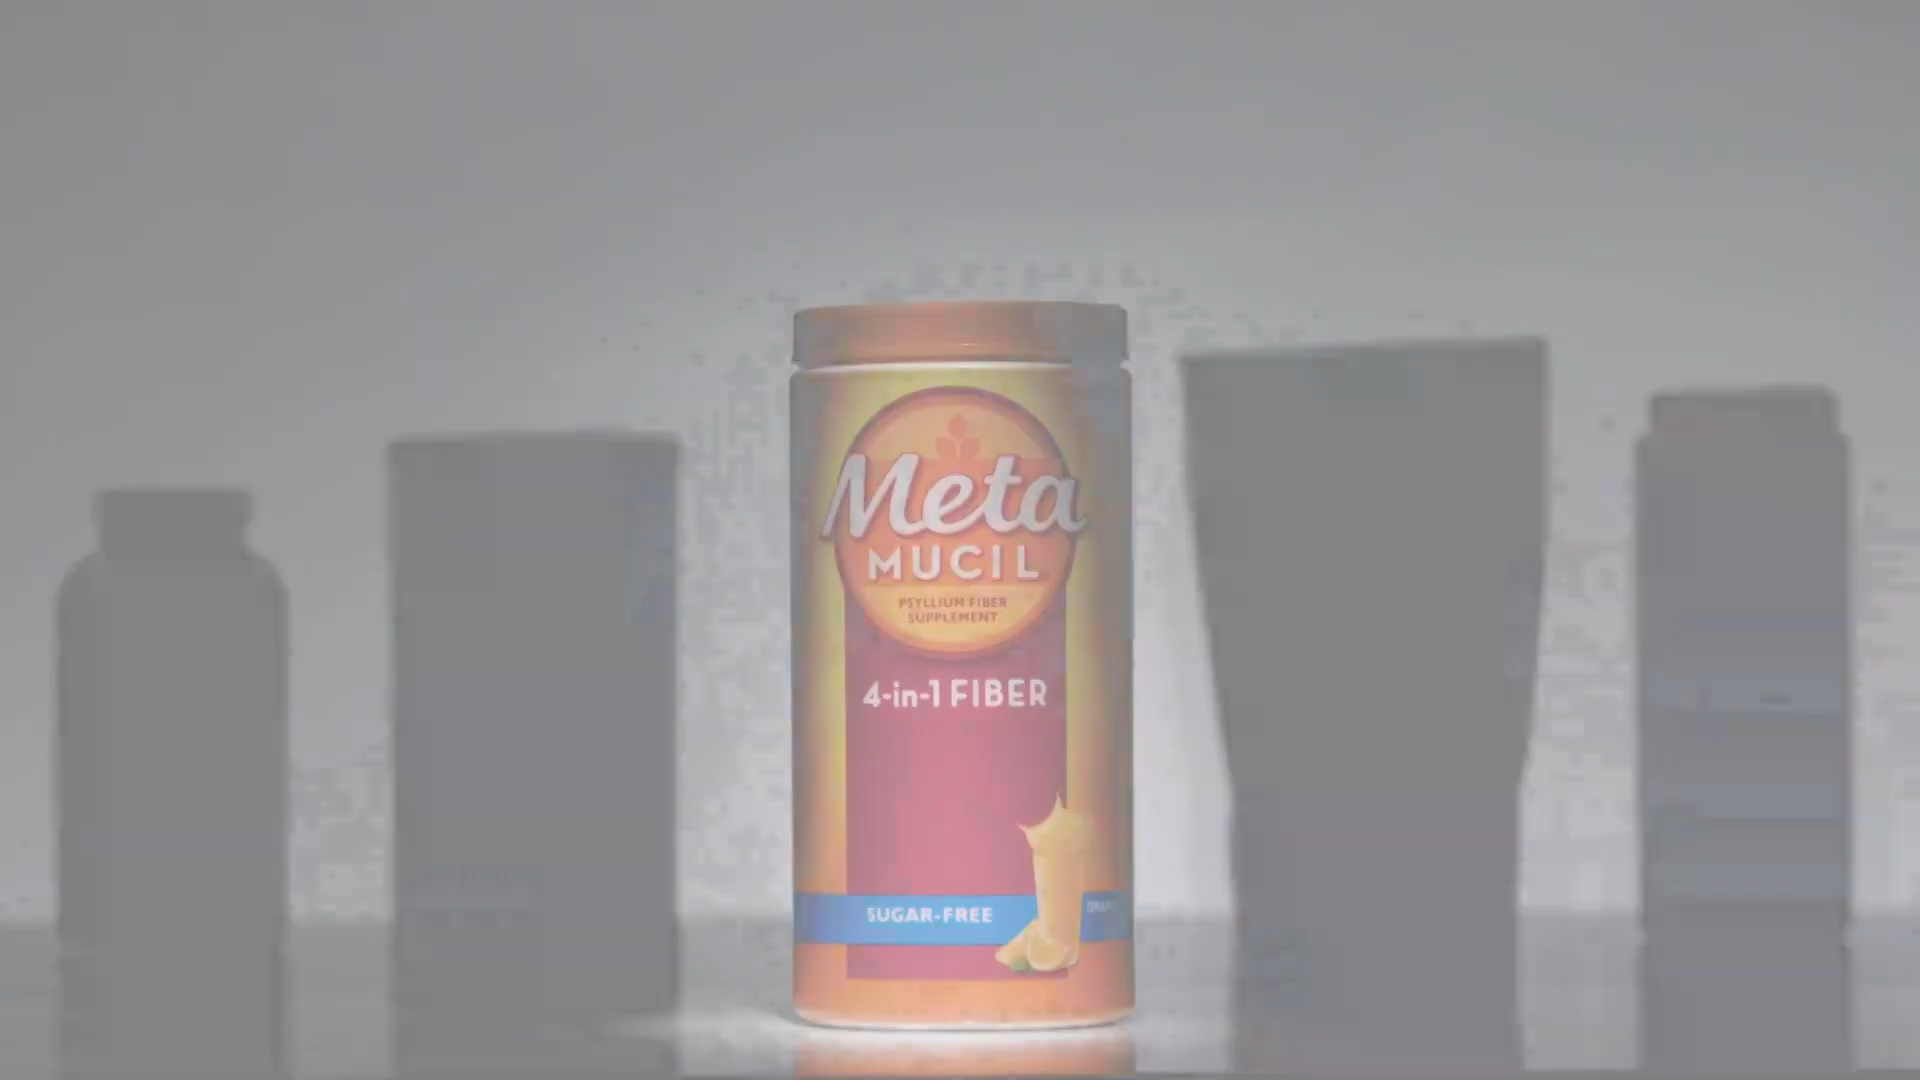 Meta
MUCIL
PSYLLIUM FIBER
SUPPLEMENT
4-in-1 FIBER
SUGAR-FREE